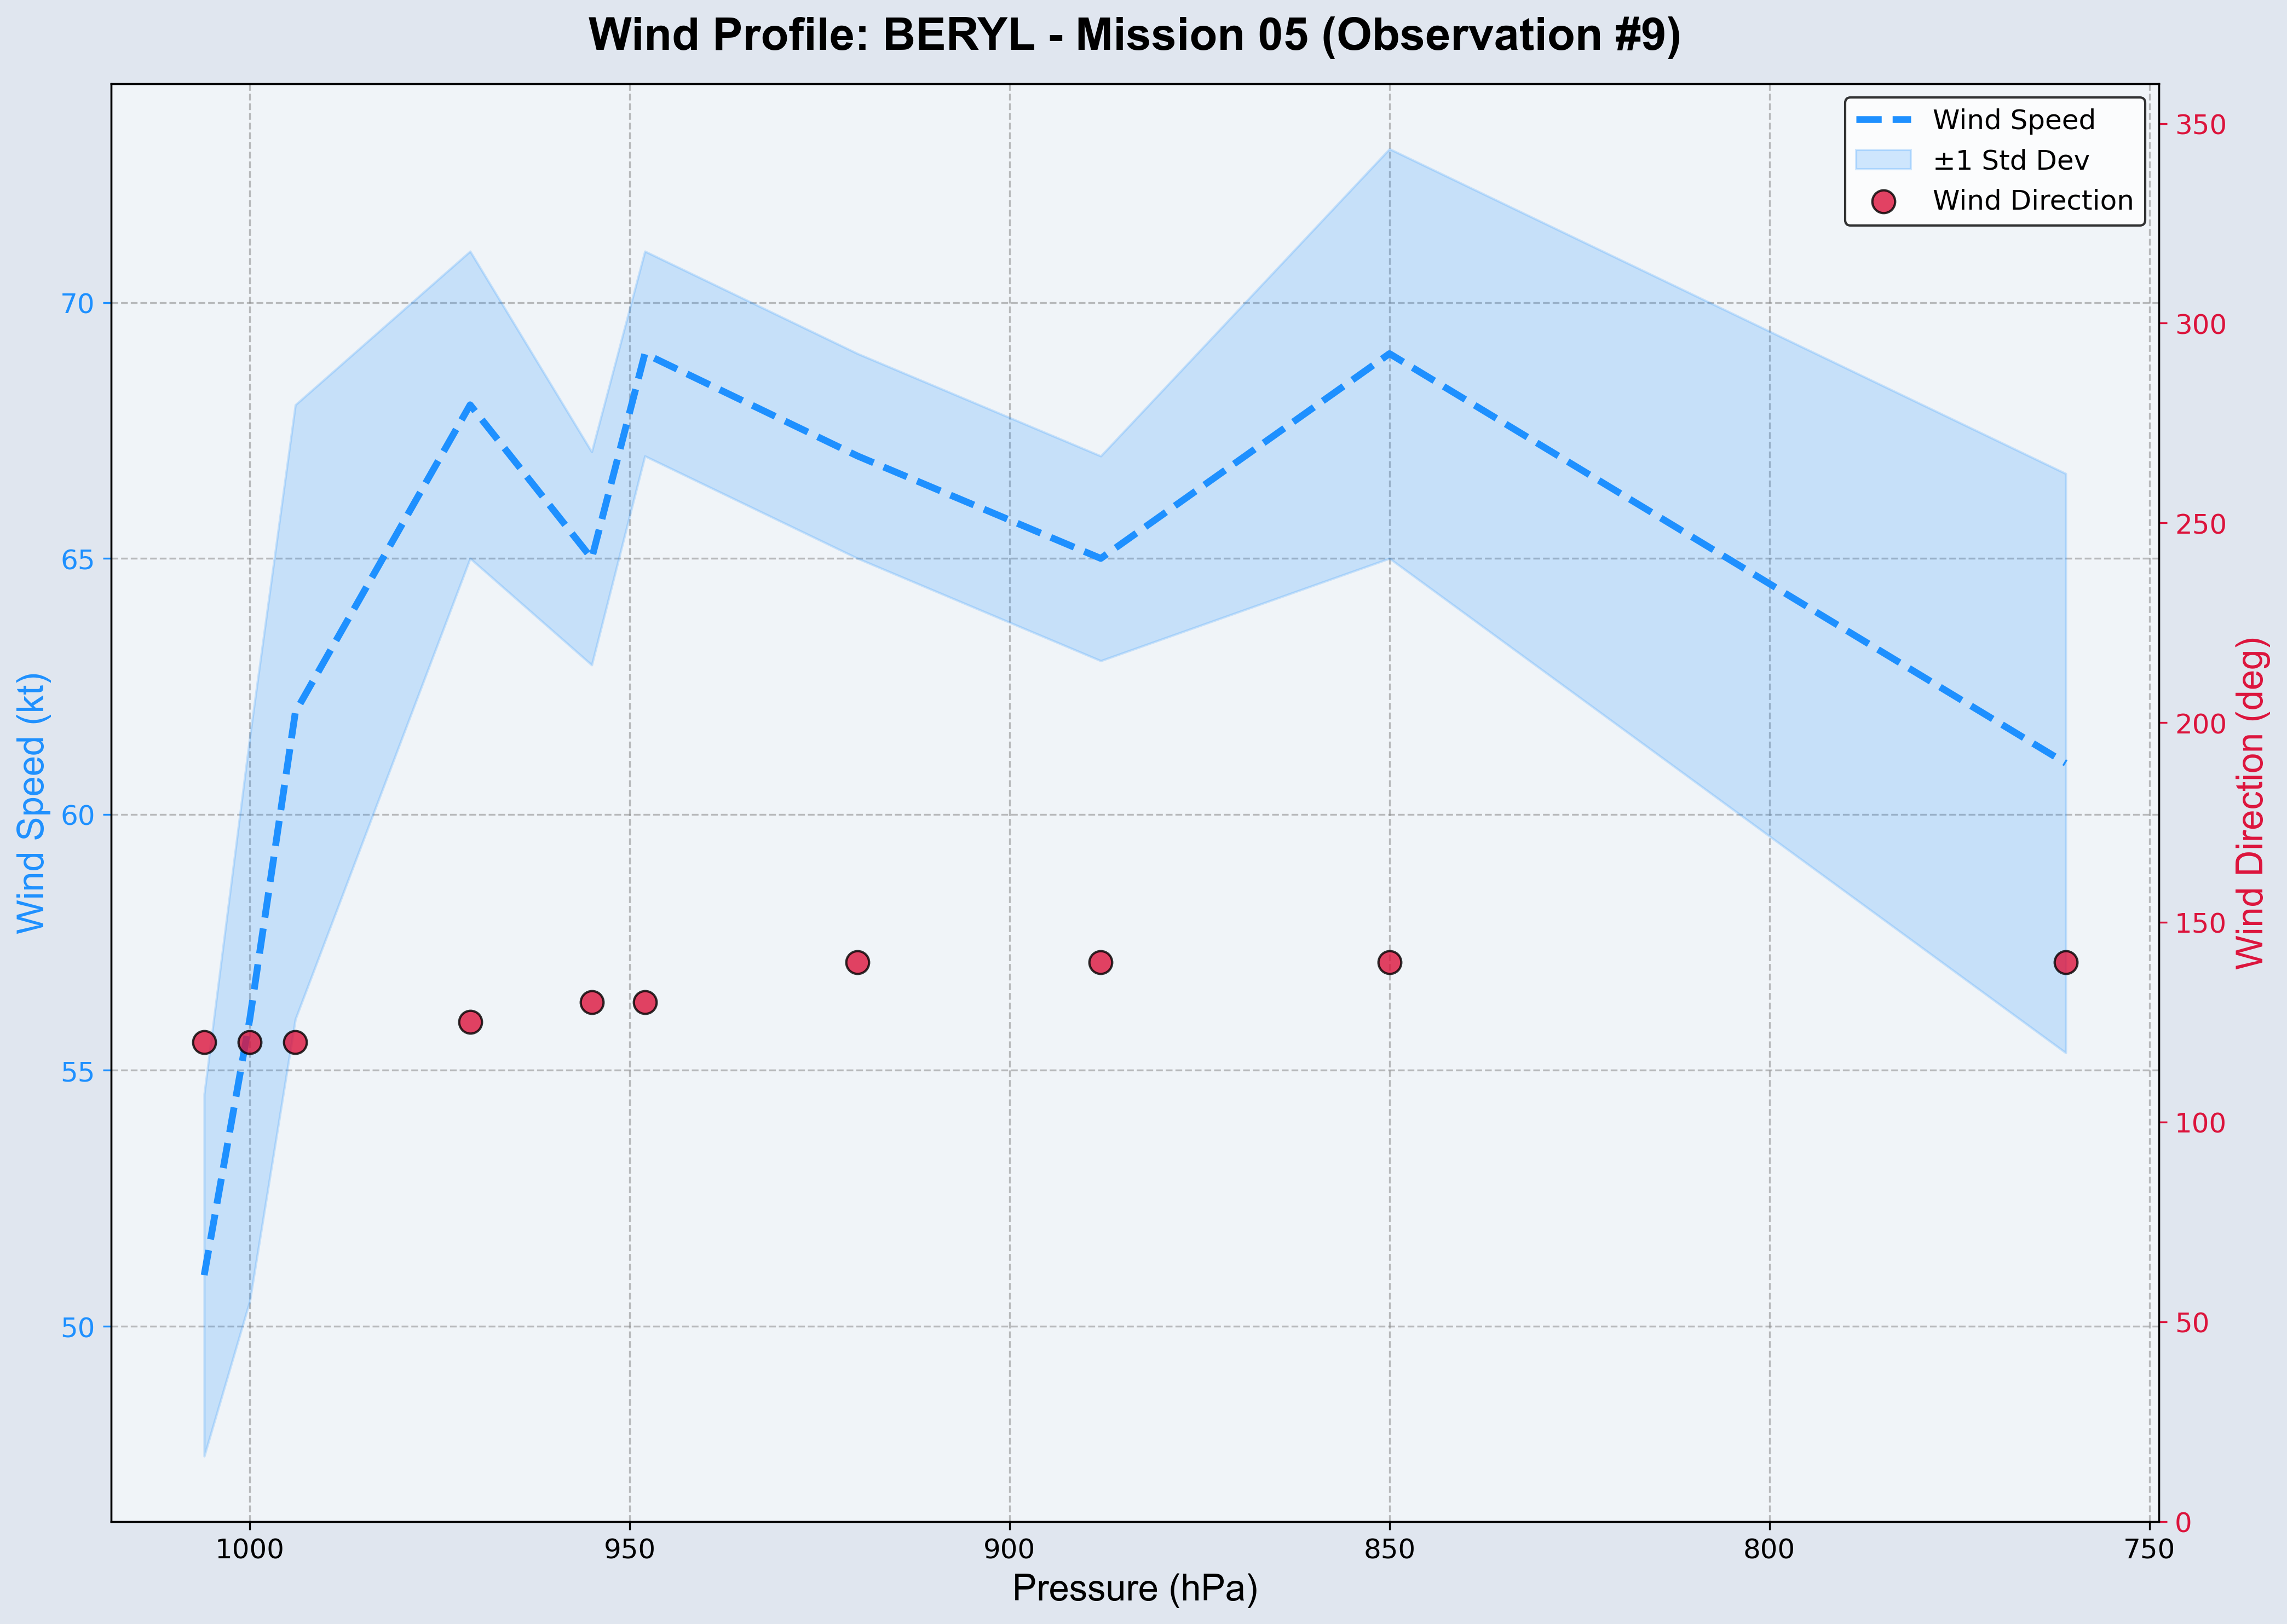 Wind Profile: BERYL - Mission 05 (Observation #9)
Wind Speed
±1 Std Dev
Wind Direction
Wind Speed (kt)
70
65
60
55
50
350
300
250
200
150
100
50
0
Wind Direction (deg)
1000
950
900
850
800
750
Pressure (hPa)